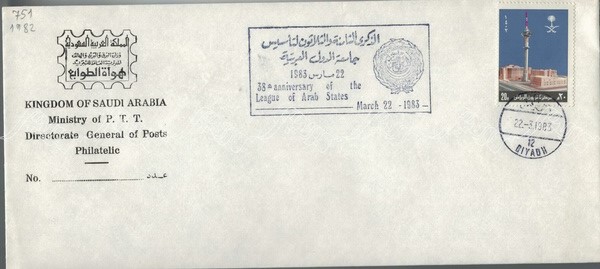 751
1982
المملكة العربية السعودية
هواة الطوابع
KINGDOM OF SAUDI ARABIA
Ministry of P. T. T.
Directorate General of Posts
Philatelic
No. عدد
الذكرى الثامنة والثلاثون لتأسيس
جامعة الدول العربية
22 مارس 1983
38th anniversary of the
League of Arab States
March 22 - 1983
20H ٢٠
22-3.1983
12
RIYADH